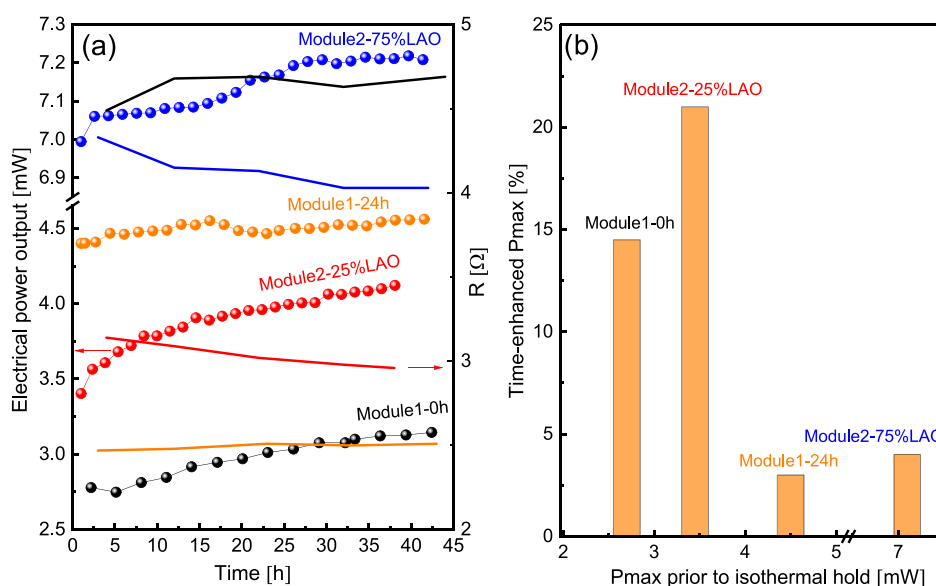 (a)
Module2-75%LAO
Module1-24h
Module2-25%LAO
Module1-0h
7.3
7.2
7.1
7.0
6.9
4.5
4.0
3.5
3.0
2.5
Electrical power output [mW]
0 5 10 15 20 25 30 35 40 45
Time [h]
5
4
3
2
R [Ω]
(b)
Module2-25%LAO
Module1-0h
Module2-75%LAO
Module1-24h
25
20
15
10
5
0
Time-enhanced Pmax [%]
2 3 4 5 7
Pmax prior to isothermal hold [mW]